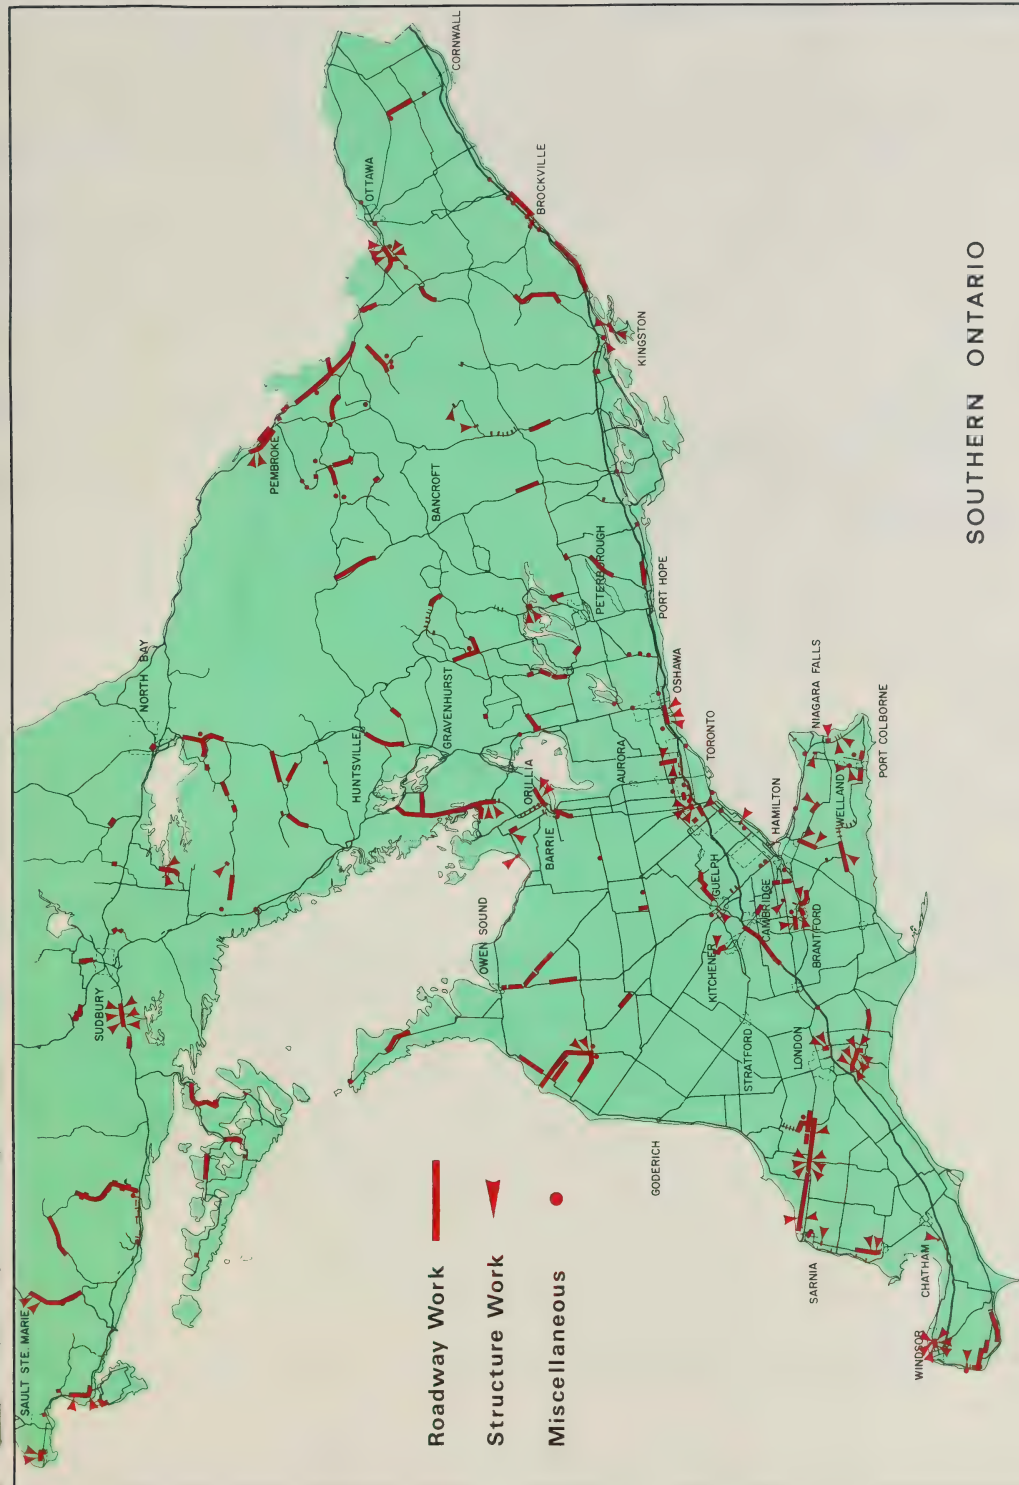 SOUTHERN ONTARIO
Roadway Work
Structure Work
Miscellaneous
SAULT STE. MARIE
SUDBURY
NORTH BAY
PEMBROKE
OTTAWA
CORNWALL
BROCKVILLE
KINGSTON
BANCROFT
HUNTSVILLE
GRAVENHURST
ORILLIA
BARRIE
OWEN SOUND
PETERBOROUGH
PORT HOPE
OSHAWA
AURORA
TORONTO
HAMILTON
NIAGARA FALLS
WELLAND
PORT COLBORNE
GUELPH
CAMBRIDGE
KITCHENER
BRANTFORD
STRATFORD
LONDON
GODERICH
SARNIA
CHATHAM
WINDSOR